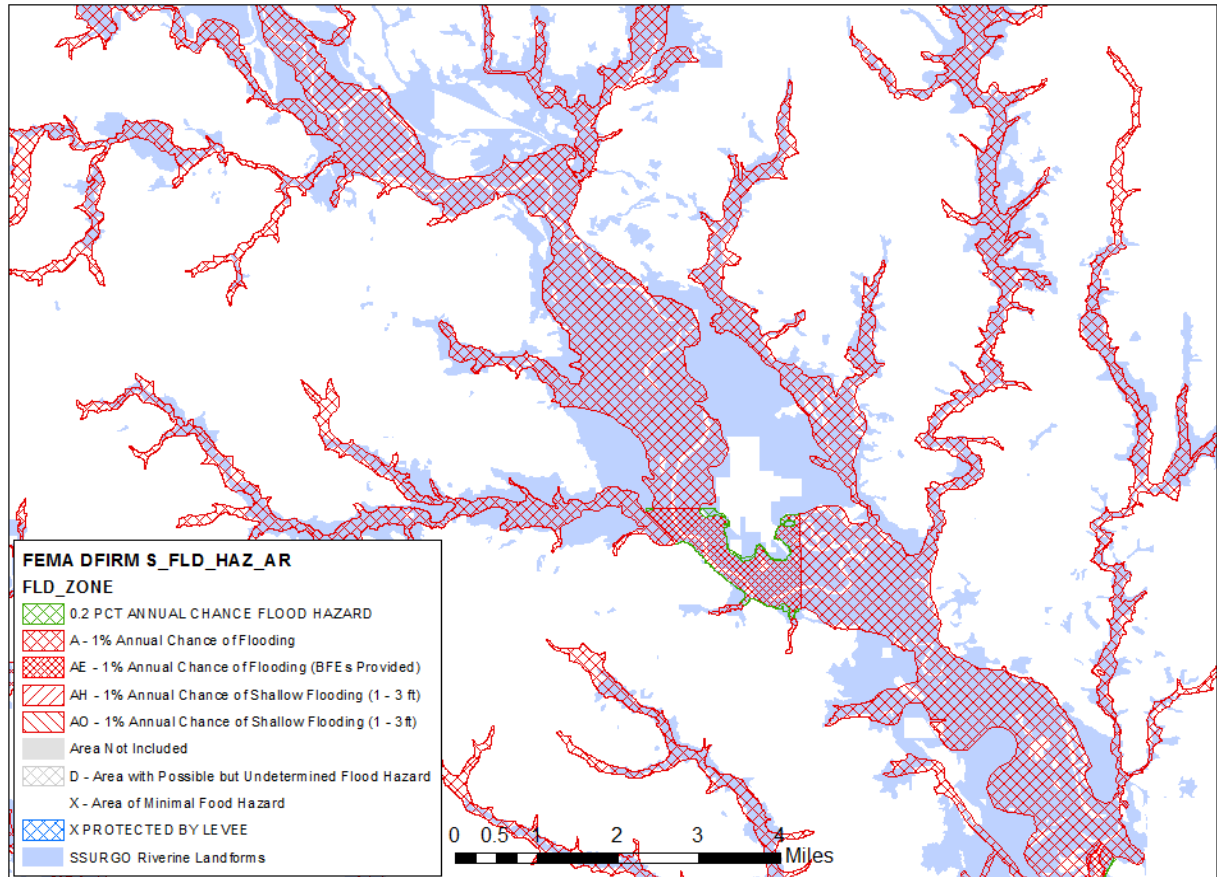 FEMA DFIRM S_FLD_HAZ_AR
FLD_ZONE
0.2 PCT ANNUAL CHANCE FLOOD HAZARD
A - 1% Annual Chance of Flooding
AE - 1% Annual Chance of Flooding (BFEs Provided)
AH - 1% Annual Chance of Shallow Flooding (1 - 3 ft)
AO - 1% Annual Chance of Shallow Flooding (1 - 3ft)
Area Not Included
D - Area with Possible but Undetermined Flood Hazard
X - Area of Minimal Food Hazard
X PROTECTED BY LEVEE
SSURGO Riverine Landforms
0 0.5 1 2 3 4
Miles